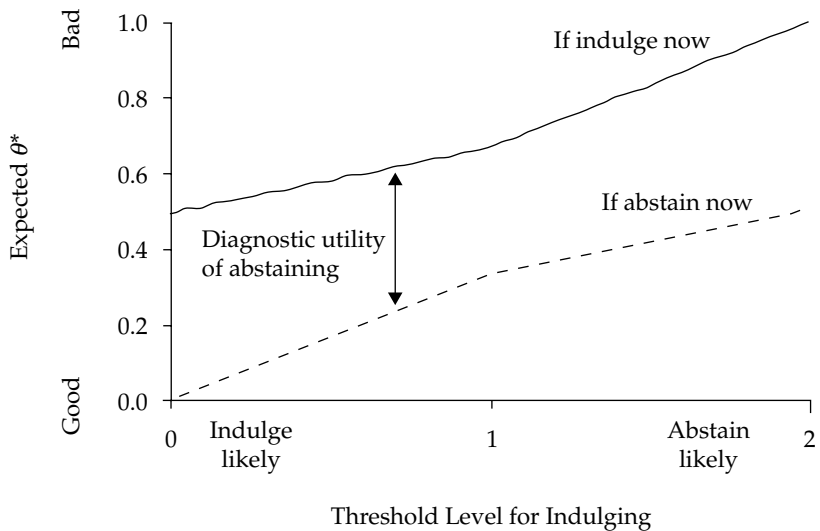 Bad
1.0
If indulge now
0.8
Expected θ*
0.6
If abstain now
Diagnostic utility
of abstaining
0.4
0.2
Good
0.0
0
Indulge
likely
1
Abstain
likely
2
Threshold Level for Indulging